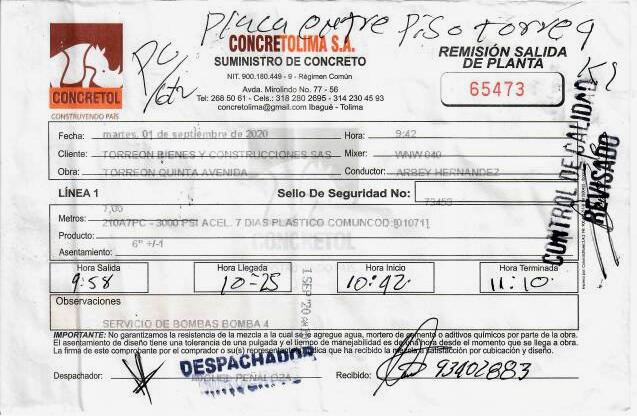 placa entre piso torre 9
PC
CONCRETOL
CONSTRUYENDO PAÍS
CONCRETOLIMA S.A.
SUMINISTRO DE CONCRETO
NIT. 900.180.449 - 9 - Régimen Común
Avda. Mirolindo No. 77 - 56
Tel: 268 50 61 - Cels.: 318 280 2695 - 314 230 45 93
concretolima@gmail.com Ibagué - Tolima
REMISIÓN SALIDA
DE PLANTA
65473
Fecha: martes, 01 de septiembre de 2020 Hora: 9:42
Cliente: TORREON BIENES Y CONSTRUCCIONES SAS Mixer: WNW 040
Obra: TORREON QUINTA AVENIDA Conductor: ARBEY HERNANDEZ
CONTROL DE CALIDAD
REVISADO
LÍNEA 1 Sello De Seguridad No: 73453
Metros: 7,00
Producto: 210A7PC - 3000 PSI ACEL. 7 DIAS PLASTICO COMUNCOD:[01071]
Asentamiento: 6" +/-1
CONCRETOL
Hora Salida Hora Llegada Hora Inicio Hora Terminada
9:58 10-25 10:42 11:10
1 SEP '20
Observaciones
SERVICIO DE BOMBAS BOMBA 4
IMPORTANTE: No garantizamos la resistencia de la mezcla a la cual se le agregue agua, mortero de cemento o aditivos químicos por parte de la obra.
El asentamiento de diseño tiene una tolerancia de una pulgada y el tiempo de manejabilidad es de una hora desde el momento que se llega a obra.
La firma de este comprobante por el comprador o su(s) representante indica que ha recibido la mezcla a satisfacción por cubicación y diseño.
DESPACHADOR
Despachador: MIGUEL PEÑALOZA Recibido: 93402883